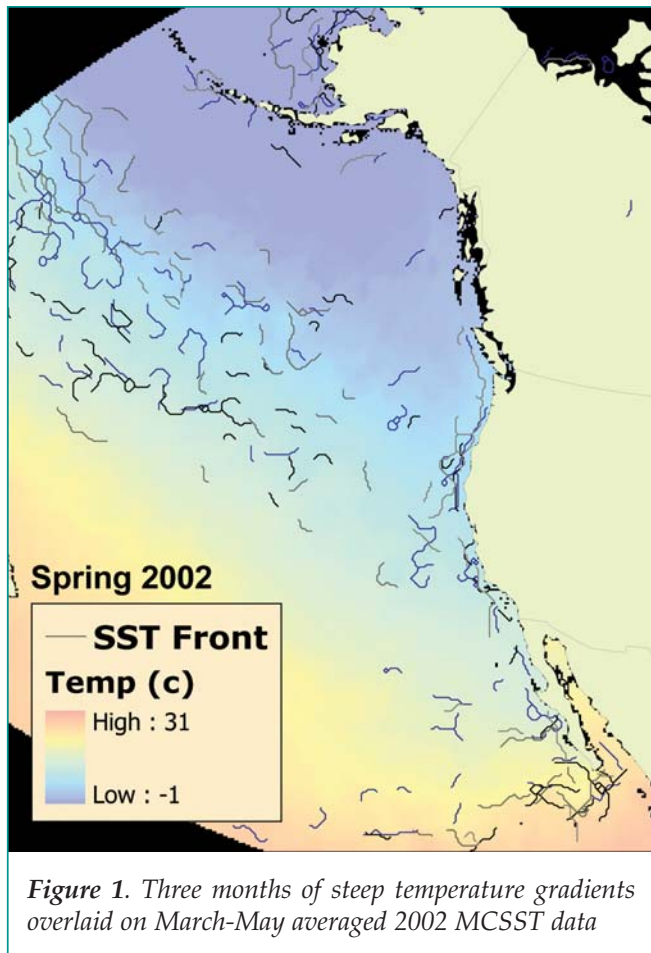 Spring 2002
SST Front
Temp (c)
High : 31
Low : -1
Figure 1. Three months of steep temperature gradients
overlaid on March-May averaged 2002 MCSST data